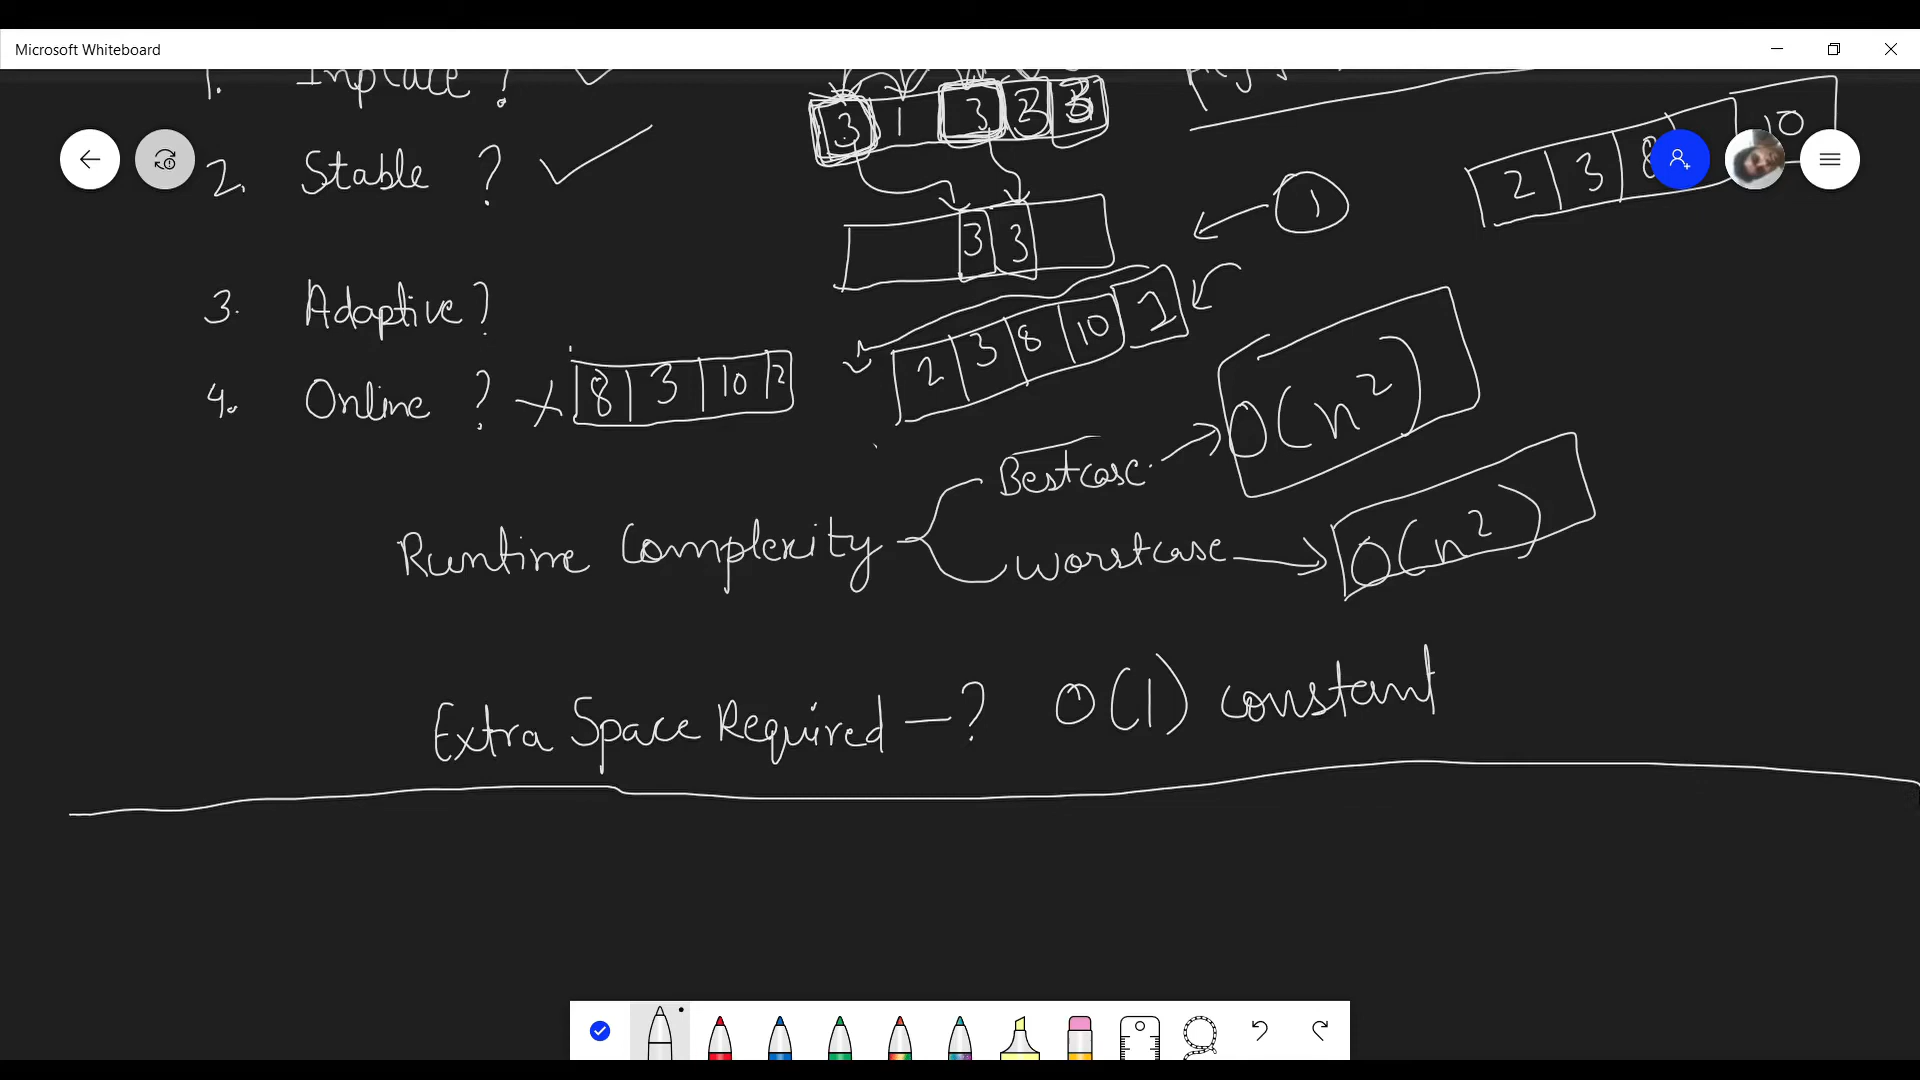 Microsoft Whiteboard
1. Inplace ?
3 1 3 3 3
10
2 3 8
2. Stable ?
1
3 3
3. Adaptive ?
2 3 8 10 1
4. Online ? 8 3 10 2
O(n²)
Bestcase
Runtime Complexity
worstcase O(n²)
Extra Space Required — ? O(1) constant